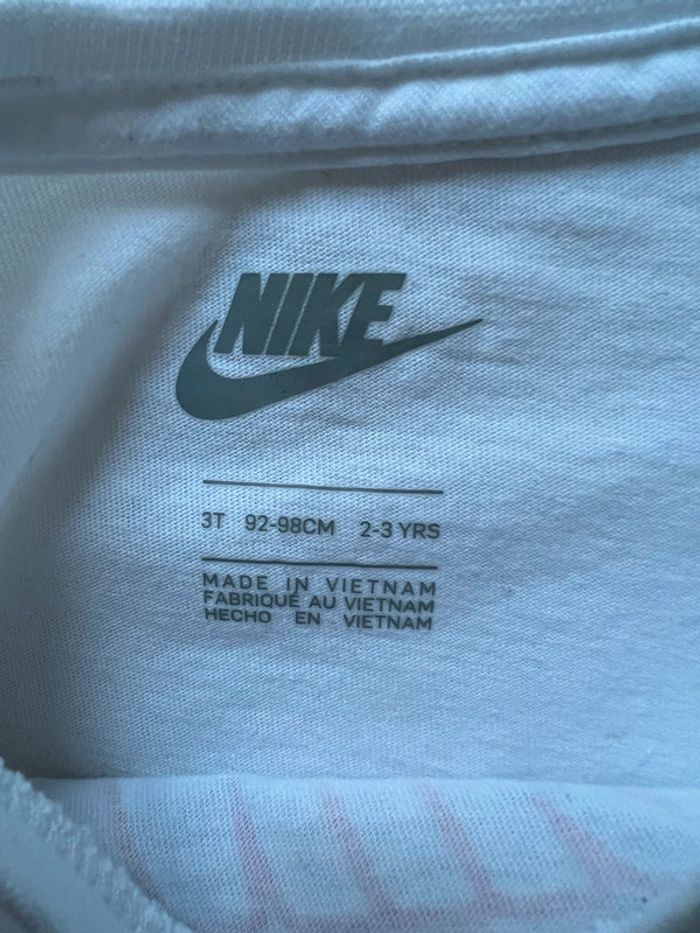 NIKE
3T 92-98CM 2-3 YRS
MADE IN VIETNAM
FABRIQUÉ AU VIETNAM
HECHO EN VIETNAM